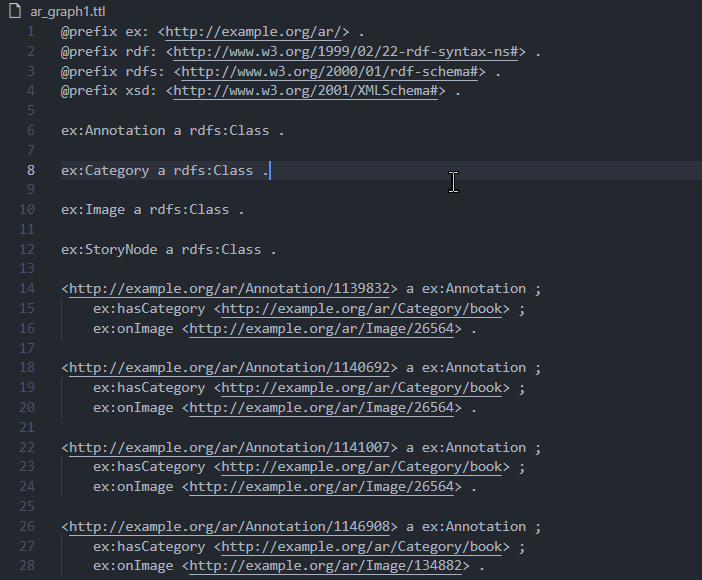 ar_graph1.ttl
1 @prefix ex: <http://example.org/ar/> .
2 @prefix rdf: <http://www.w3.org/1999/02/22-rdf-syntax-ns#> .
3 @prefix rdfs: <http://www.w3.org/2000/01/rdf-schema#> .
4 @prefix xsd: <http://www.w3.org/2001/XMLSchema#> .
5
6 ex:Annotation a rdfs:Class .
7
8 ex:Category a rdfs:Class .
9
10 ex:Image a rdfs:Class .
11
12 ex:StoryNode a rdfs:Class .
13
14 <http://example.org/ar/Annotation/1139832> a ex:Annotation ;
15     ex:hasCategory <http://example.org/ar/Category/book> ;
16     ex:onImage <http://example.org/ar/Image/26564> .
17
18 <http://example.org/ar/Annotation/1140692> a ex:Annotation ;
19     ex:hasCategory <http://example.org/ar/Category/book> ;
20     ex:onImage <http://example.org/ar/Image/26564> .
21
22 <http://example.org/ar/Annotation/1141007> a ex:Annotation ;
23     ex:hasCategory <http://example.org/ar/Category/book> ;
24     ex:onImage <http://example.org/ar/Image/26564> .
25
26 <http://example.org/ar/Annotation/1146908> a ex:Annotation ;
27     ex:hasCategory <http://example.org/ar/Category/book> ;
28     ex:onImage <http://example.org/ar/Image/134882> .